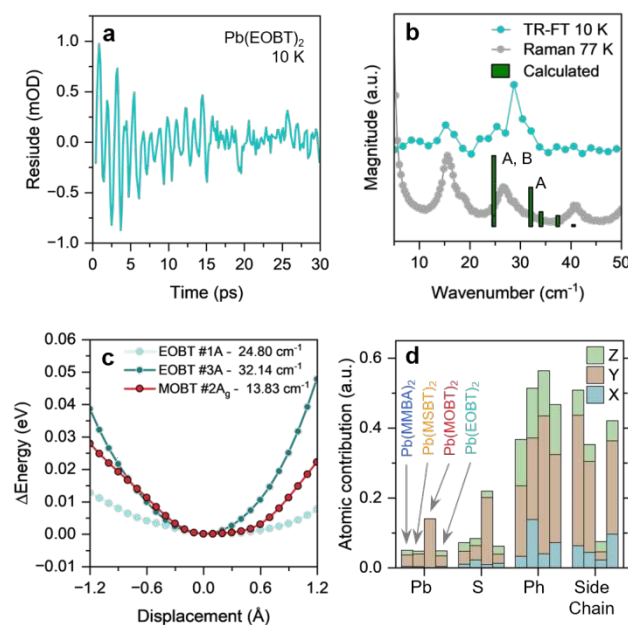 a
Pb(EOBT)₂
10 K
Resiude (mOD)
1.0
0.5
0.0
-0.5
-1.0
0 5 10 15 20 25 30
Time (ps)
b
TR-FT 10 K
Raman 77 K
Calculated
A, B
A
Magnitude (a.u.)
10 20 30 40 50
Wavenumber (cm⁻¹)
c
EOBT #1A - 24.80 cm⁻¹
EOBT #3A - 32.14 cm⁻¹
MOBT #2Ag - 13.83 cm⁻¹
ΔEnergy (eV)
0.06
0.05
0.04
0.03
0.02
0.01
0.00
-0.01
-1.2 -0.6 0.0 0.6 1.2
Displacement (Å)
d
Z
Y
X
Atomic contribution (a.u.)
0.6
0.4
0.2
0.0
Pb(MMBA)₂
Pb(MSBT)₂
Pb(MOBT)₂
Pb(EOBT)₂
Pb S Ph Side
Chain